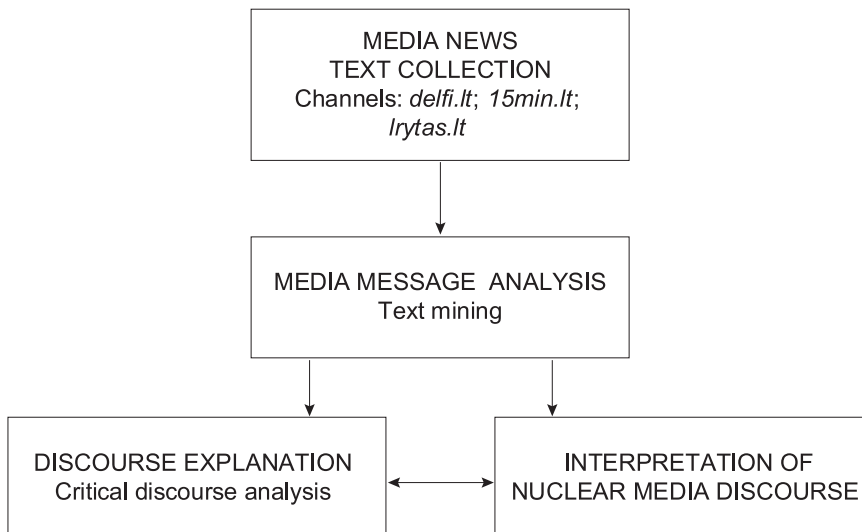 MEDIA NEWS
TEXT COLLECTION
Channels: delfi.lt; 15min.lt;
lrytas.lt
MEDIA MESSAGE ANALYSIS
Text mining
DISCOURSE EXPLANATION
Critical discourse analysis
INTERPRETATION OF
NUCLEAR MEDIA DISCOURSE